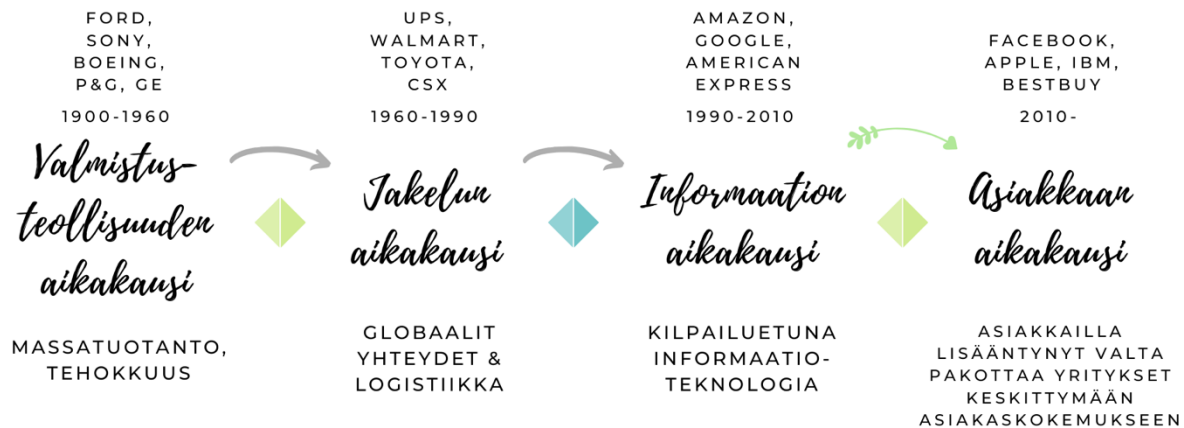 FORD,
SONY,
BOEING,
P&G, GE
1900-1960
Valmistus-
teollisuuden
aikakausi
MASSATUOTANTO,
TEHOKKUUS
UPS,
WALMART,
TOYOTA,
CSX
1960-1990
Jakelun
aikakausi
GLOBAALIT
YHTEYDET &
LOGISTIIKKA
AMAZON,
GOOGLE,
AMERICAN
EXPRESS
1990-2010
Informaation
aikakausi
KILPAILUETUNA
INFORMAATIO-
TEKNOLOGIA
FACEBOOK,
APPLE, IBM,
BESTBUY
2010-
Asiakkaan
aikakausi
ASIAKKAILLA
LISÄÄNTYNYT VALTA
PAKOTTAA YRITYKSET
KESKITTYMÄÄN
ASIAKASKOKEMUKSEEN